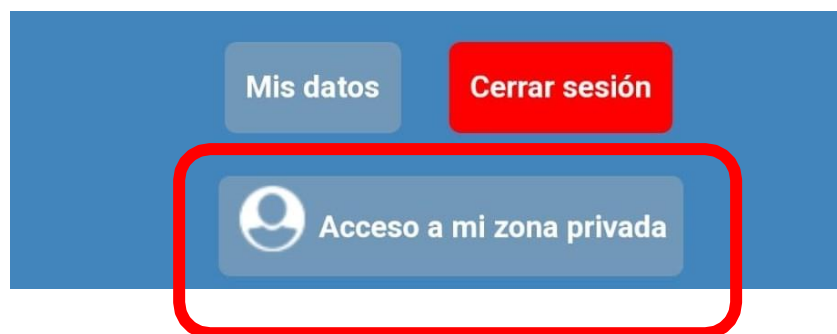 Mis datos
Cerrar sesión
Acceso a mi zona privada